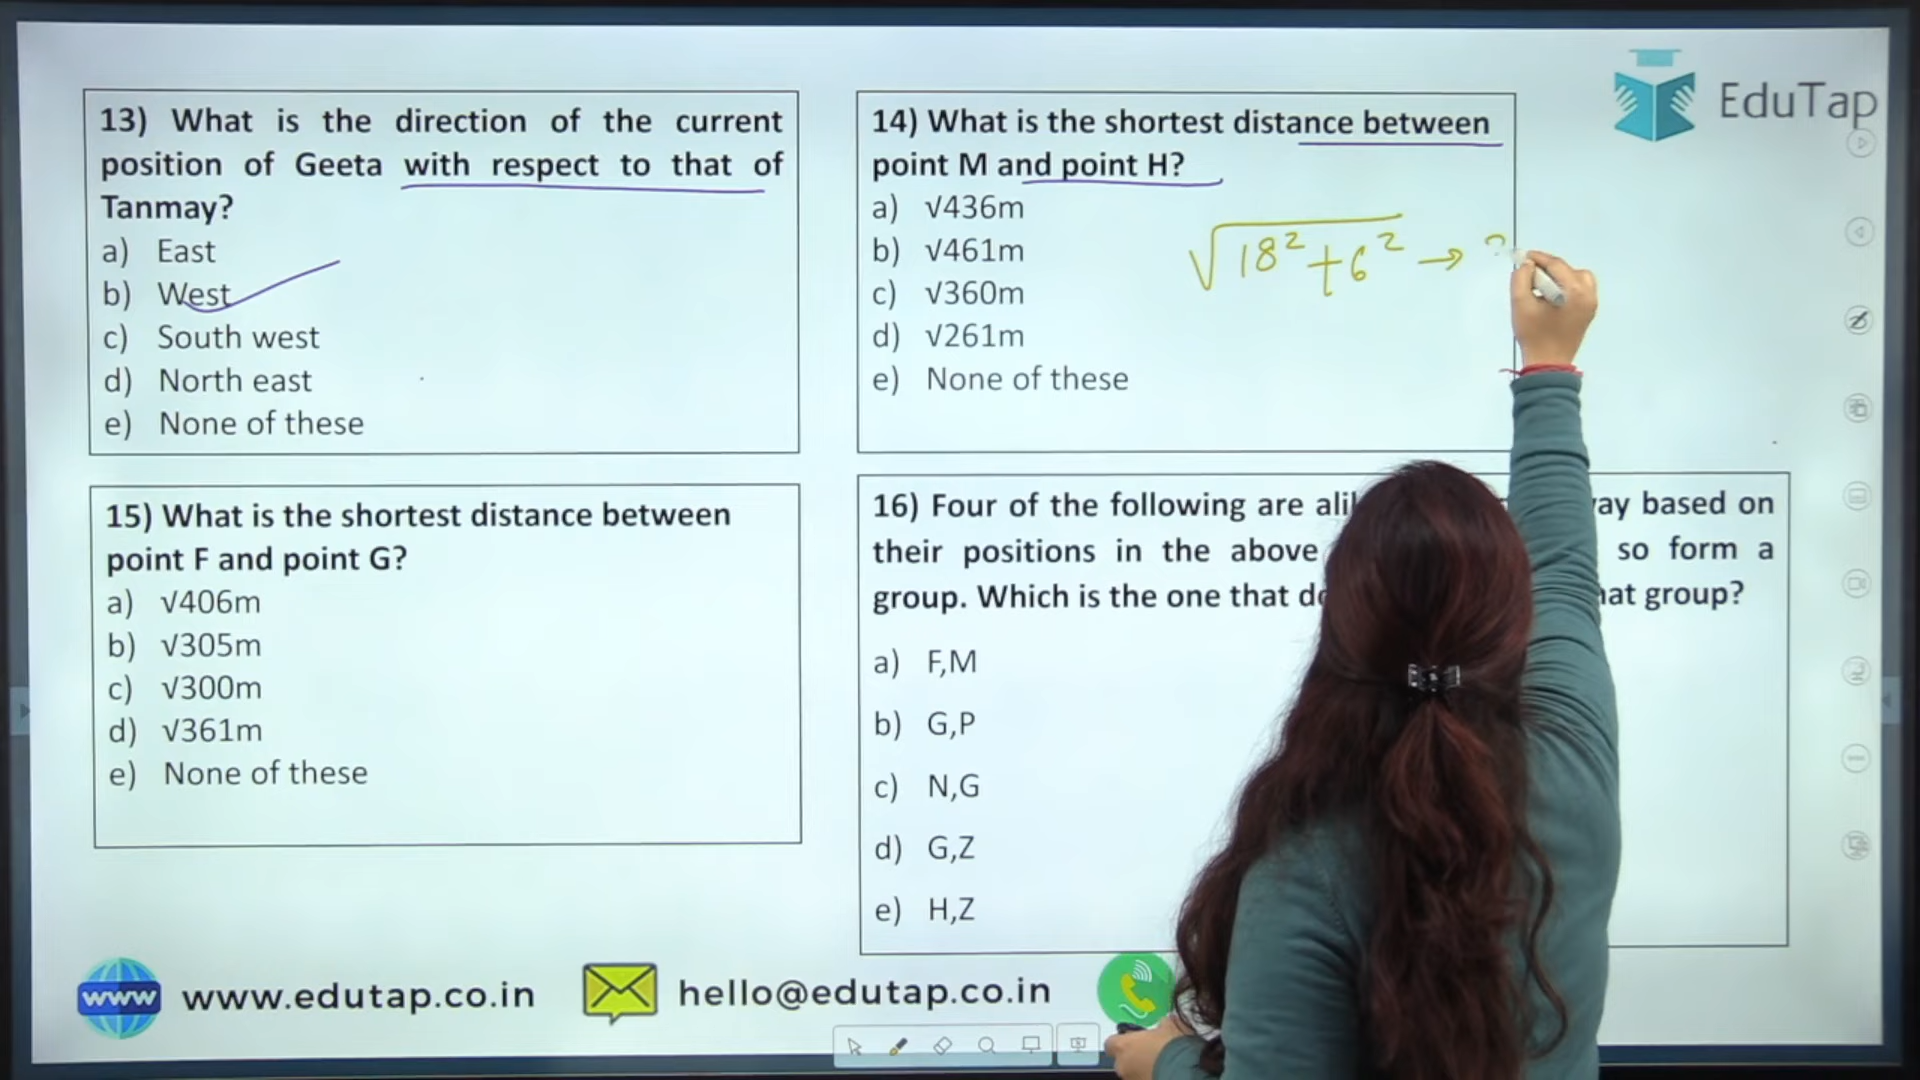 EduTap
13) What is the direction of the current
position of Geeta with respect to that of
Tanmay?
a) East
b) West
c) South west
d) North east
e) None of these
14) What is the shortest distance between
point M and point H?
a) √436m
b) √461m
c) √360m
d) √261m
e) None of these
√18²+6² →
15) What is the shortest distance between
point F and point G?
a) √406m
b) √305m
c) √300m
d) √361m
e) None of these
16) Four of the following are based on
their positions in the above so form a
group. Which is the one that group?
a) F,M
b) G,P
c) N,G
d) G,Z
e) H,Z
www
www.edutap.co.in
hello@edutap.co.in